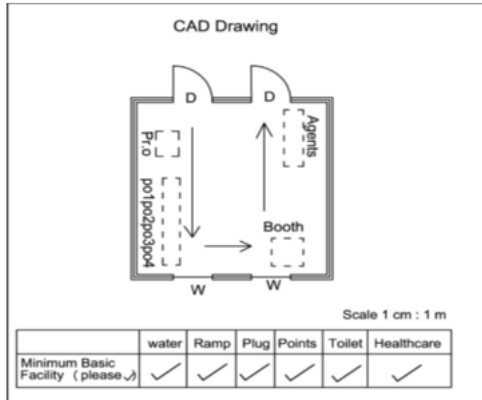 CAD Drawing
D D
Pr.o
Agents
po1po2po3po4
Booth
W W
Scale 1 cm : 1 m
water Ramp Plug Points Toilet Healthcare
Minimum Basic
Facility ( please ✓)
✓ ✓ ✓ ✓ ✓ ✓